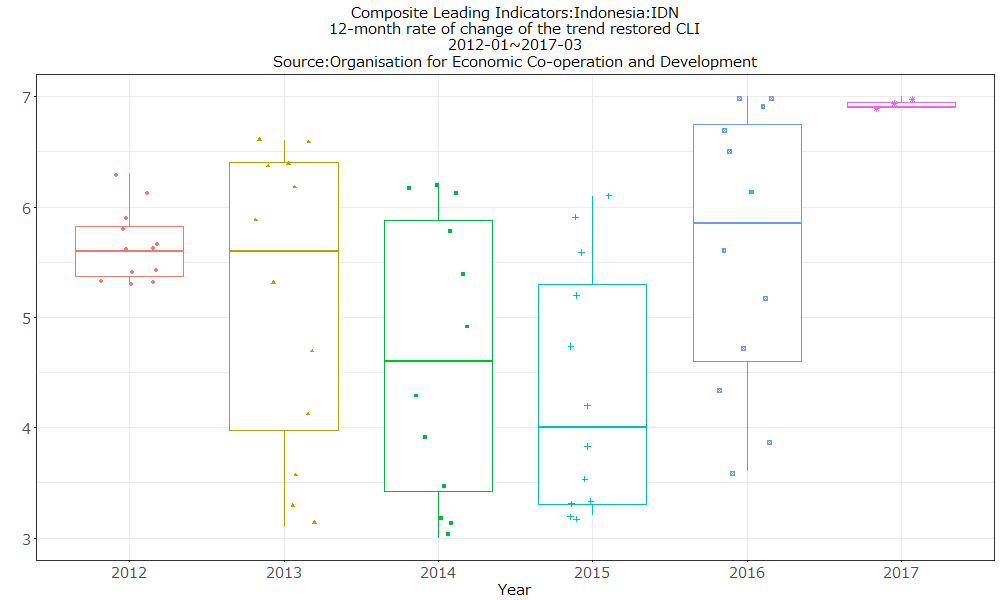 Composite Leading Indicators:Indonesia:IDN
12-month rate of change of the trend restored CLI
2012-01~2017-03
Source:Organisation for Economic Co-operation and Development
7
6
5
4
3
2012 2013 2014 2015 2016 2017
Year